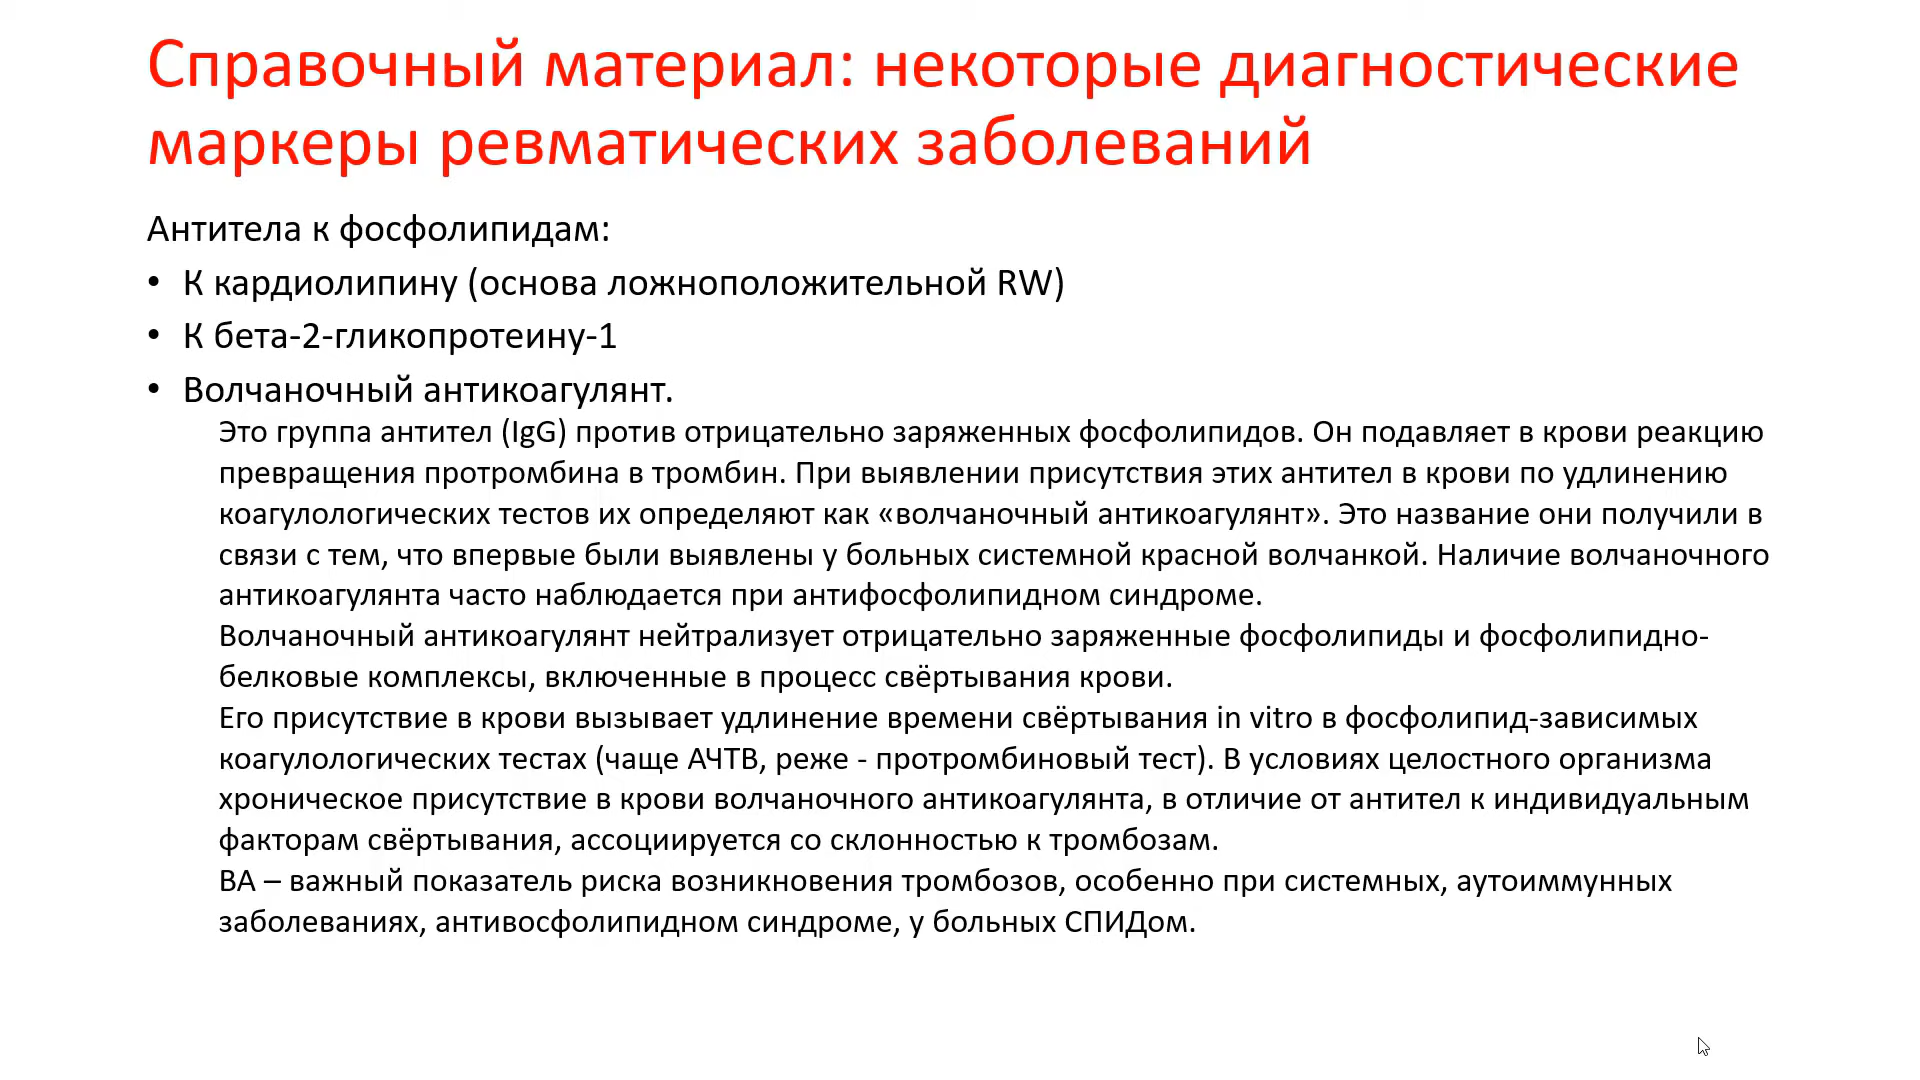 Справочный материал: некоторые диагностические
маркеры ревматических заболеваний
Антитела к фосфолипидам:
• К кардиолипину (основа ложноположительной RW)
• К бета-2-гликопротеину-1
• Волчаночный антикоагулянт.
Это группа антител (IgG) против отрицательно заряженных фосфолипидов. Он подавляет в крови реакцию
превращения протромбина в тромбин. При выявлении присутствия этих антител в крови по удлинению
коагулологических тестов их определяют как «волчаночный антикоагулянт». Это название они получили в
связи с тем, что впервые были выявлены у больных системной красной волчанкой. Наличие волчаночного
антикоагулянта часто наблюдается при антифосфолипидном синдроме.
Волчаночный антикоагулянт нейтрализует отрицательно заряженные фосфолипиды и фосфолипидно-
белковые комплексы, включенные в процесс свёртывания крови.
Его присутствие в крови вызывает удлинение времени свёртывания in vitro в фосфолипид-зависимых
коагулологических тестах (чаще АЧТВ, реже - протромбиновый тест). В условиях целостного организма
хроническое присутствие в крови волчаночного антикоагулянта, в отличие от антител к индивидуальным
факторам свёртывания, ассоциируется со склонностью к тромбозам.
ВА – важный показатель риска возникновения тромбозов, особенно при системных, аутоиммунных
заболеваниях, антивосфолипидном синдроме, у больных СПИДом.